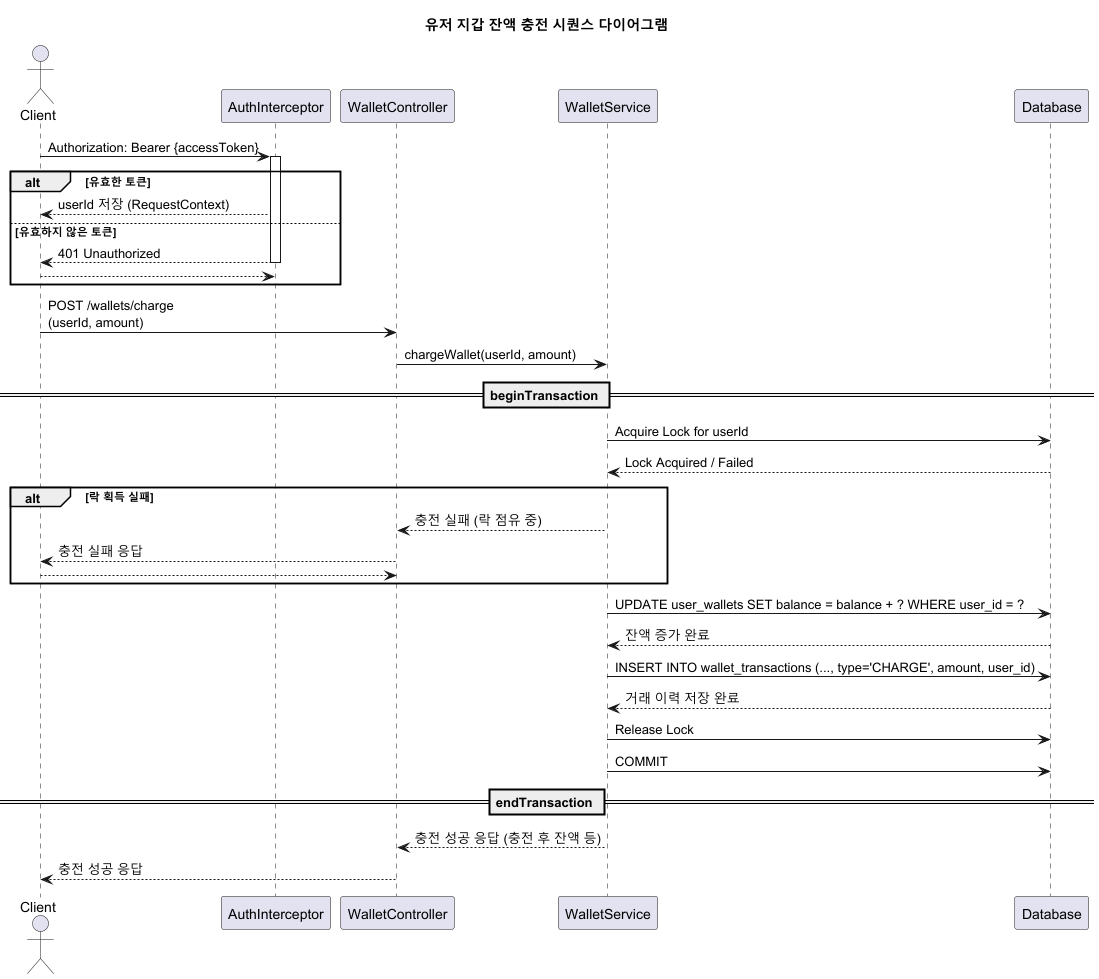 유저 지갑 잔액 충전 시퀀스 다이어그램
Client
AuthInterceptor
WalletController
WalletService
Database
Authorization: Bearer {accessToken}
alt
[유효한 토큰]
userId 저장 (RequestContext)
[유효하지 않은 토큰]
401 Unauthorized
POST /wallets/charge
(userId, amount)
chargeWallet(userId, amount)
beginTransaction
Acquire Lock for userId
Lock Acquired / Failed
alt
[락 획득 실패]
충전 실패 (락 점유 중)
충전 실패 응답
UPDATE user_wallets SET balance = balance + ? WHERE user_id = ?
잔액 증가 완료
INSERT INTO wallet_transactions (..., type='CHARGE', amount, user_id)
거래 이력 저장 완료
Release Lock
COMMIT
endTransaction
충전 성공 응답 (충전 후 잔액 등)
충전 성공 응답
Client
AuthInterceptor
WalletController
WalletService
Database